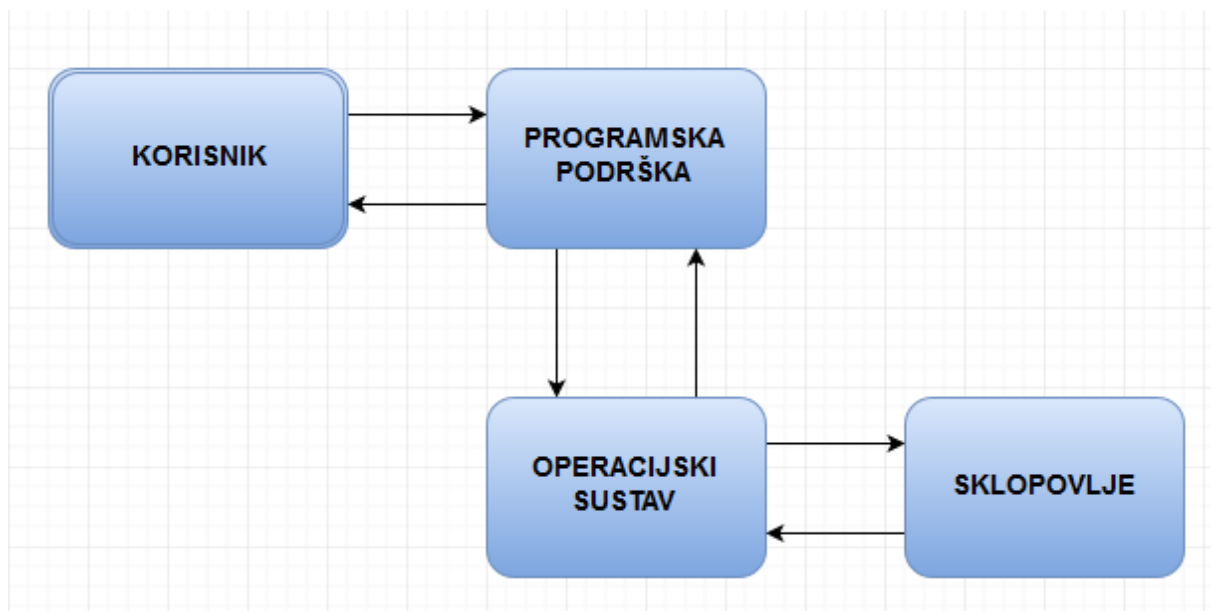 KORISNIK
PROGRAMSKA
PODRŠKA
OPERACIJSKI
SUSTAV
SKLOPOVLJE